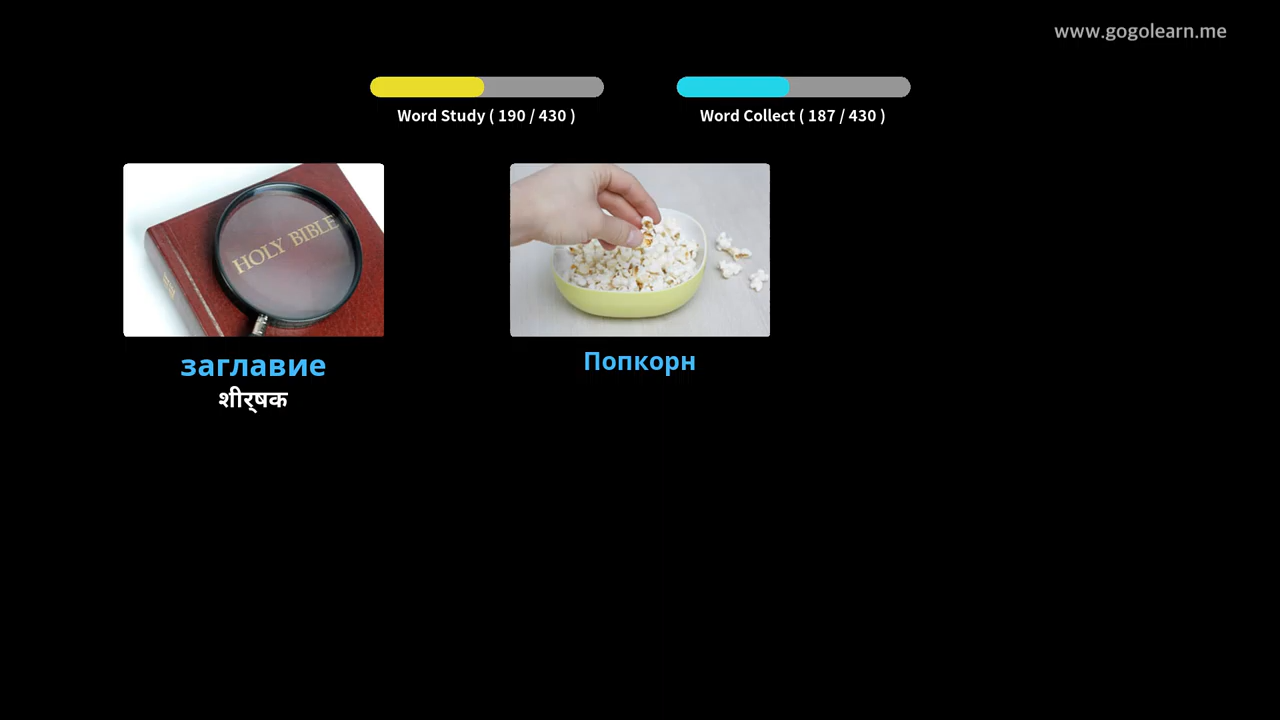 www.gogolearn.me
Word Study ( 190 / 430 )
Word Collect ( 187 / 430 )
HOLY BIBLE
заглавие
शीर्षक
Попкорн